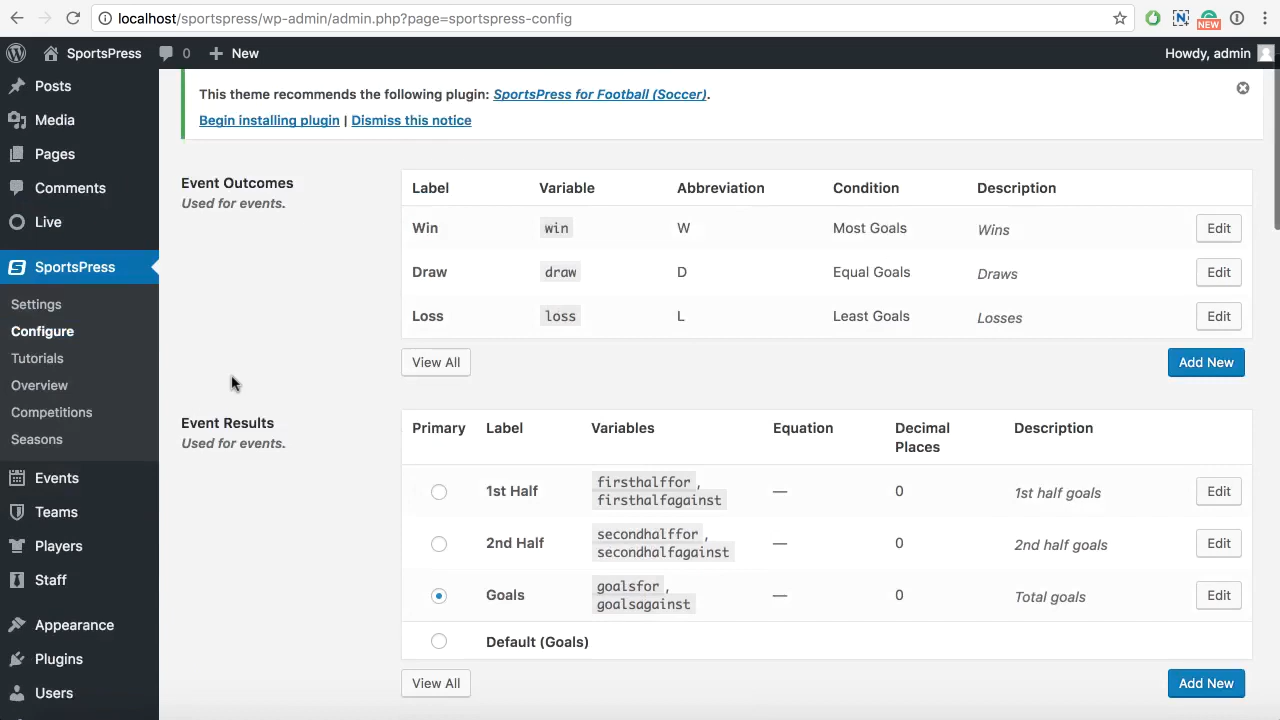 localhost/sportspress/wp-admin/admin.php?page=sportspress-config
NEW
SportsPress
0
New
Howdy, admin
Posts
Media
Pages
Comments
Live
SportsPress
Settings
Configure
Tutorials
Overview
Competitions
Seasons
Events
Teams
Players
Staff
Appearance
Plugins
Users
This theme recommends the following plugin: SportsPress for Football (Soccer).
Begin installing plugin | Dismiss this notice
Event Outcomes
Used for events.
Label Variable Abbreviation Condition Description
Win win W Most Goals Wins Edit
Draw draw D Equal Goals Draws Edit
Loss loss L Least Goals Losses Edit
View All Add New
Event Results
Used for events.
Primary Label Variables Equation Decimal Places Description
1st Half firsthalffor, firsthalfagainst — 0 1st half goals Edit
2nd Half secondhalffor, secondhalfagainst — 0 2nd half goals Edit
Goals goalsfor, goalsagainst — 0 Total goals Edit
Default (Goals)
View All Add New